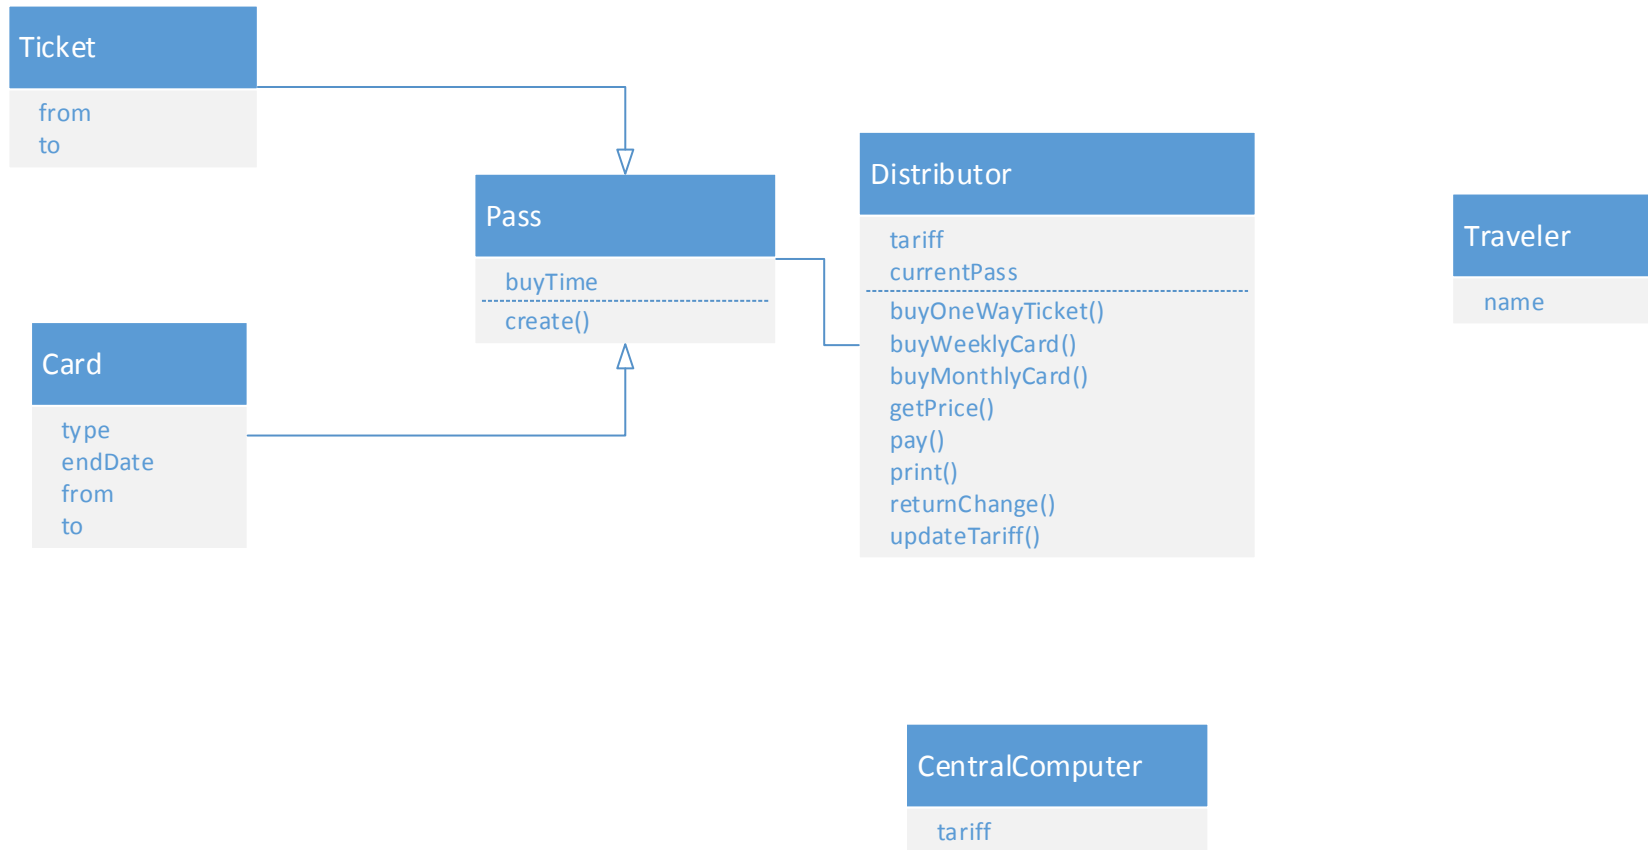 Ticket
from
to
Pass
buyTime
create()
Card
type
endDate
from
to
Distributor
tariff
currentPass
buyOneWayTicket()
buyWeeklyCard()
buyMonthlyCard()
getPrice()
pay()
print()
returnChange()
updateTariff()
Traveler
name
CentralComputer
tariff